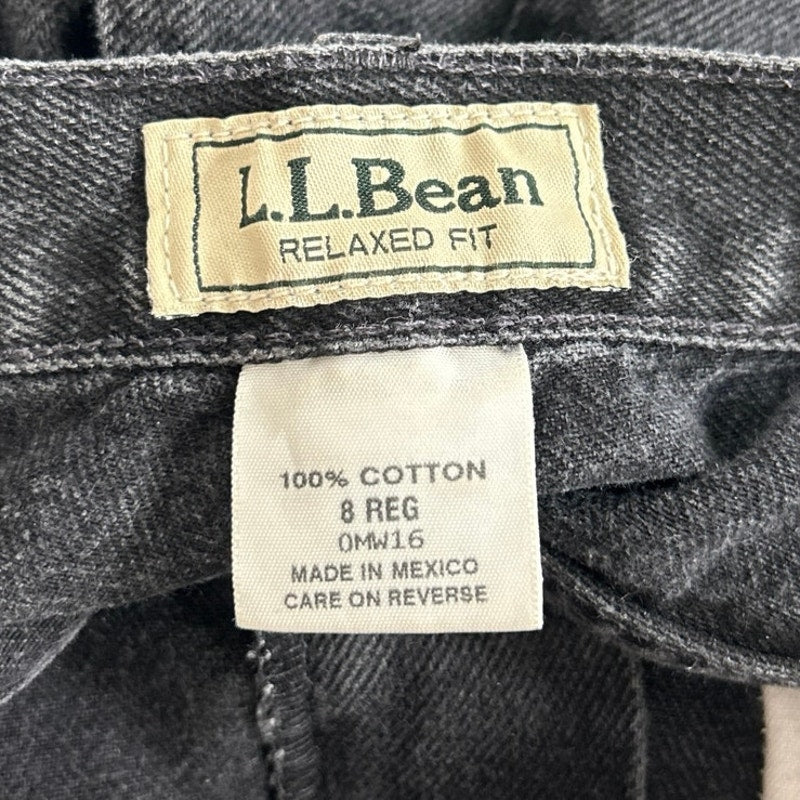 L.L.Bean
RELAXED FIT
100% COTTON
8 REG
0MW16
MADE IN MEXICO
CARE ON REVERSE